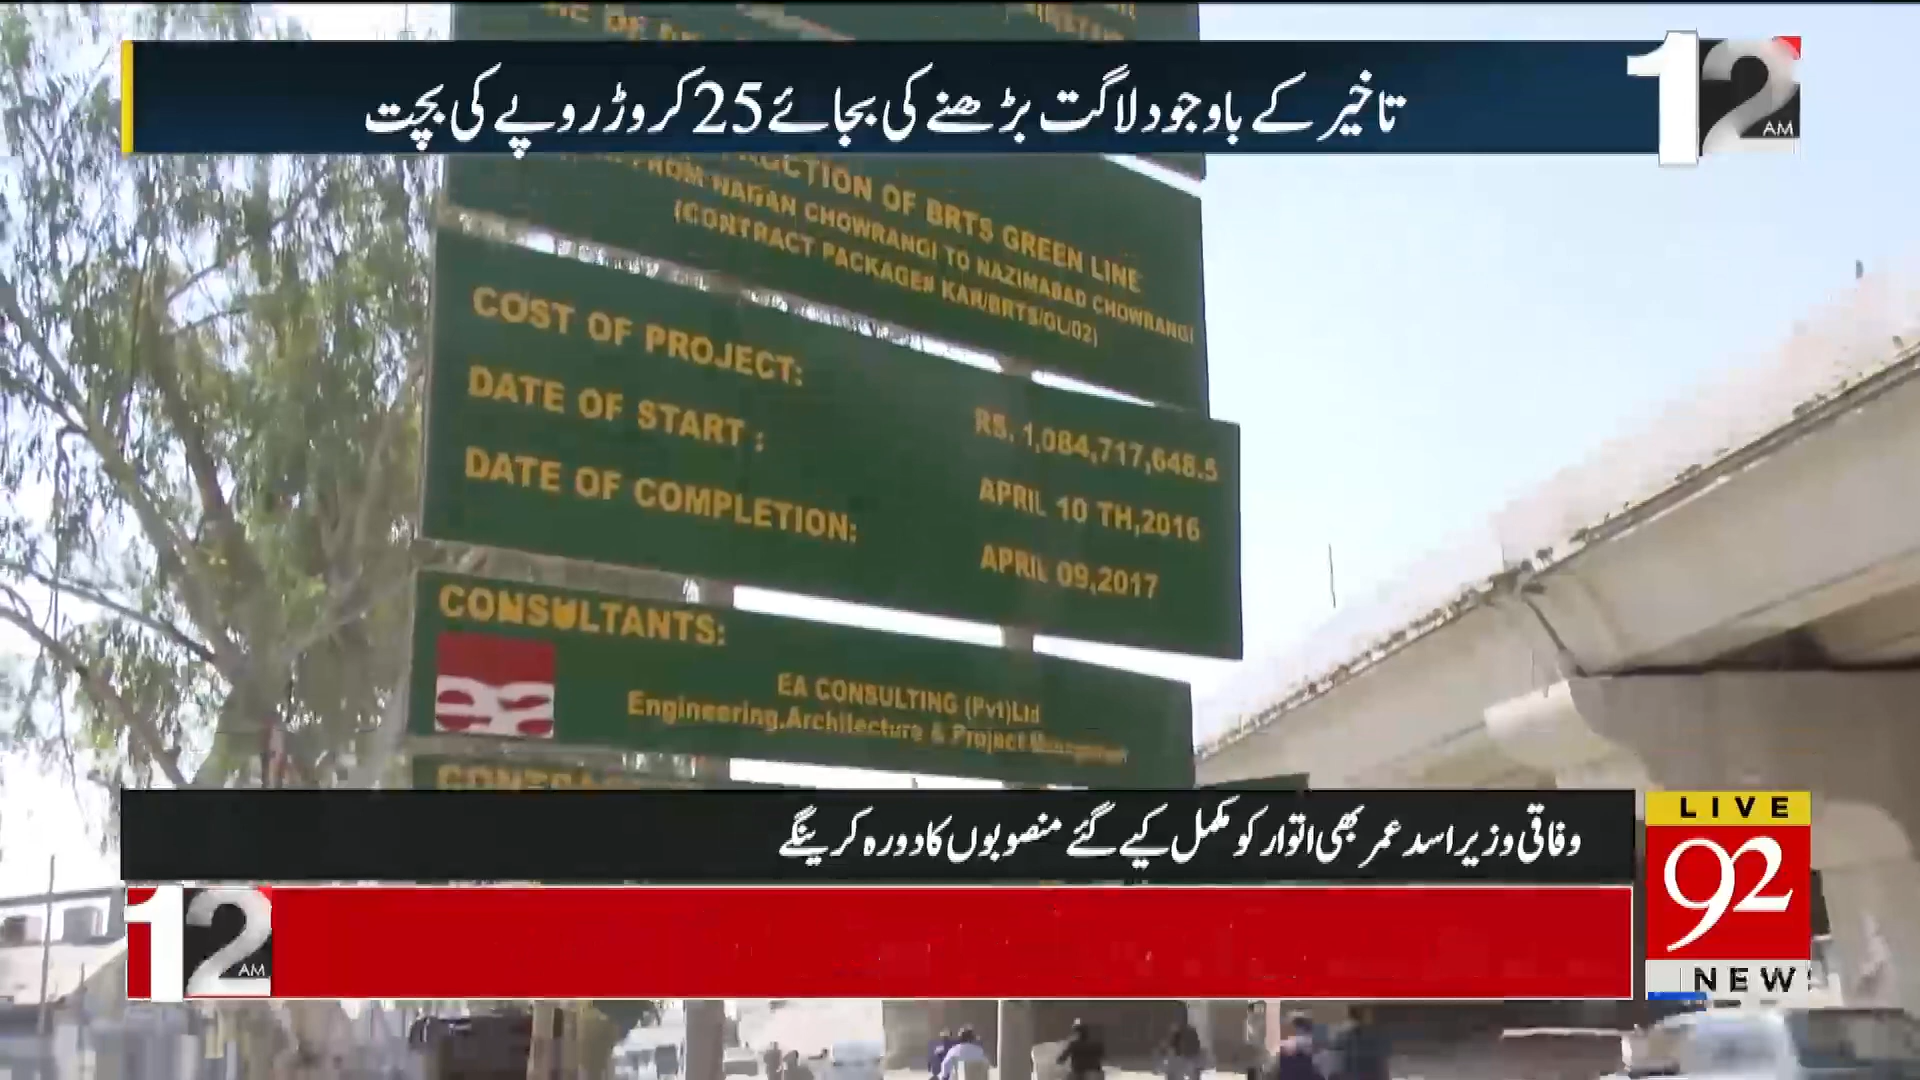 تاخیر کے باوجود لاگت بڑھنے کی بجائے 25 کروڑ روپے کی بچت
12 AM
CTION OF BRTS GREEN LINE
FROM NAGAN CHOWRANGI TO NAZIMABAD CHOWRANGI
(CONTRACT PACKAGE# KAR/BRTS/GL/02)
COST OF PROJECT: RS. 1,084,717,648.5
DATE OF START : APRIL 10 TH,2016
DATE OF COMPLETION: APRIL 09,2017
CONSULTANTS:
ea
EA CONSULTING (Pvt)Ltd
Engineering,Architecture & Project Management
وفاقی وزیر اسد عمر بھی اتوار کو مکمل کیے گئے منصوبوں کا دورہ کرینگے
LIVE
92
NEWS
12 AM